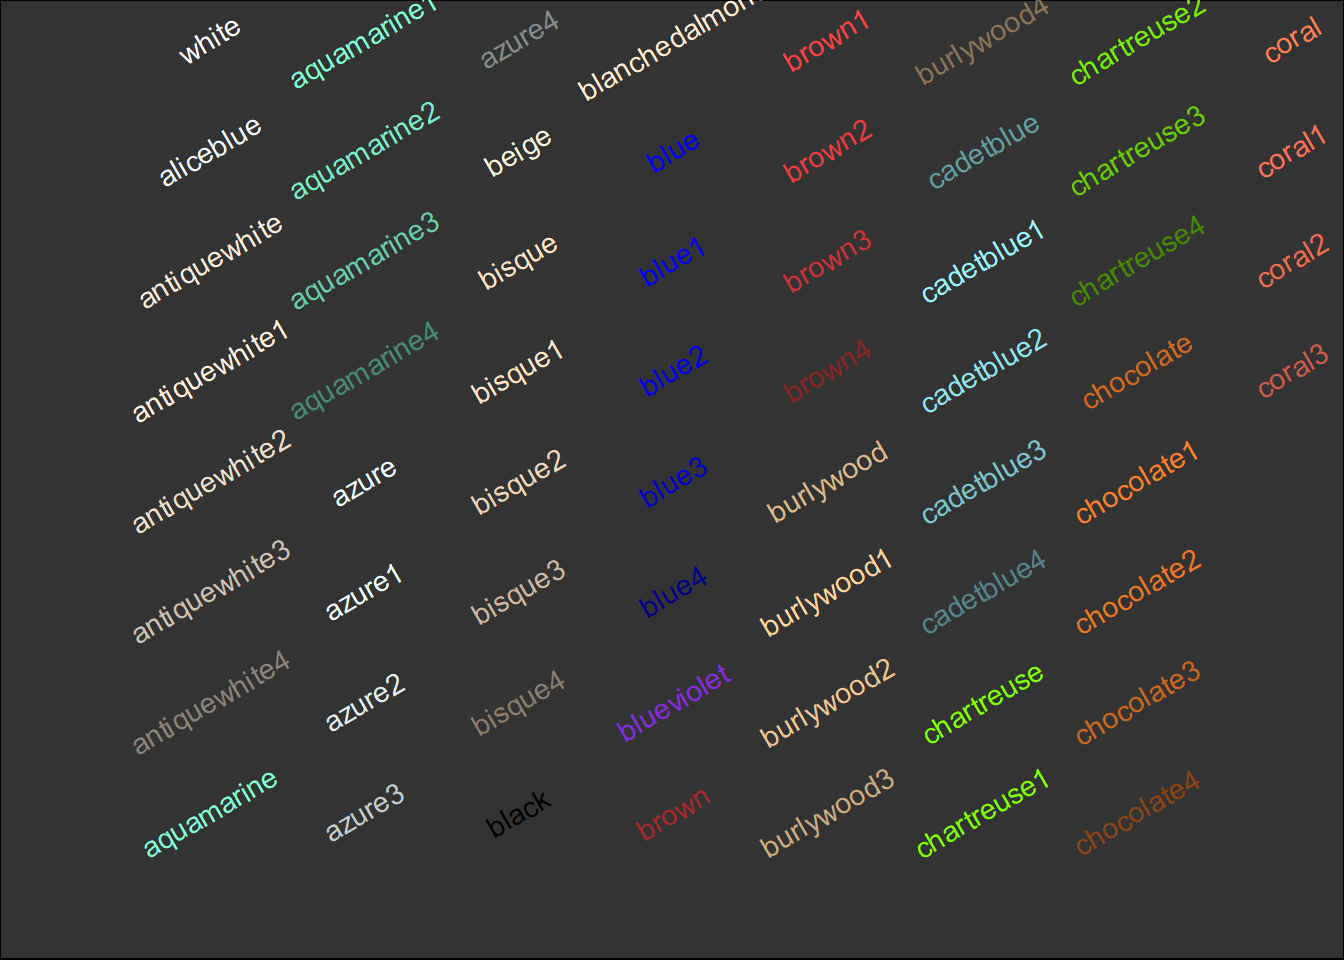 white
aliceblue
antiquewhite
antiquewhite1
antiquewhite2
antiquewhite3
antiquewhite4
aquamarine
aquamarine1
aquamarine2
aquamarine3
aquamarine4
azure
azure1
azure2
azure3
azure4
beige
bisque
bisque1
bisque2
bisque3
bisque4
black
blanchedalmon
blue
blue1
blue2
blue3
blue4
blueviolet
brown
brown1
brown2
brown3
brown4
burlywood
burlywood1
burlywood2
burlywood3
burlywood4
cadetblue
cadetblue1
cadetblue2
cadetblue3
cadetblue4
chartreuse
chartreuse1
chartreuse2
chartreuse3
chartreuse4
chocolate
chocolate1
chocolate2
chocolate3
chocolate4
coral
coral1
coral2
coral3